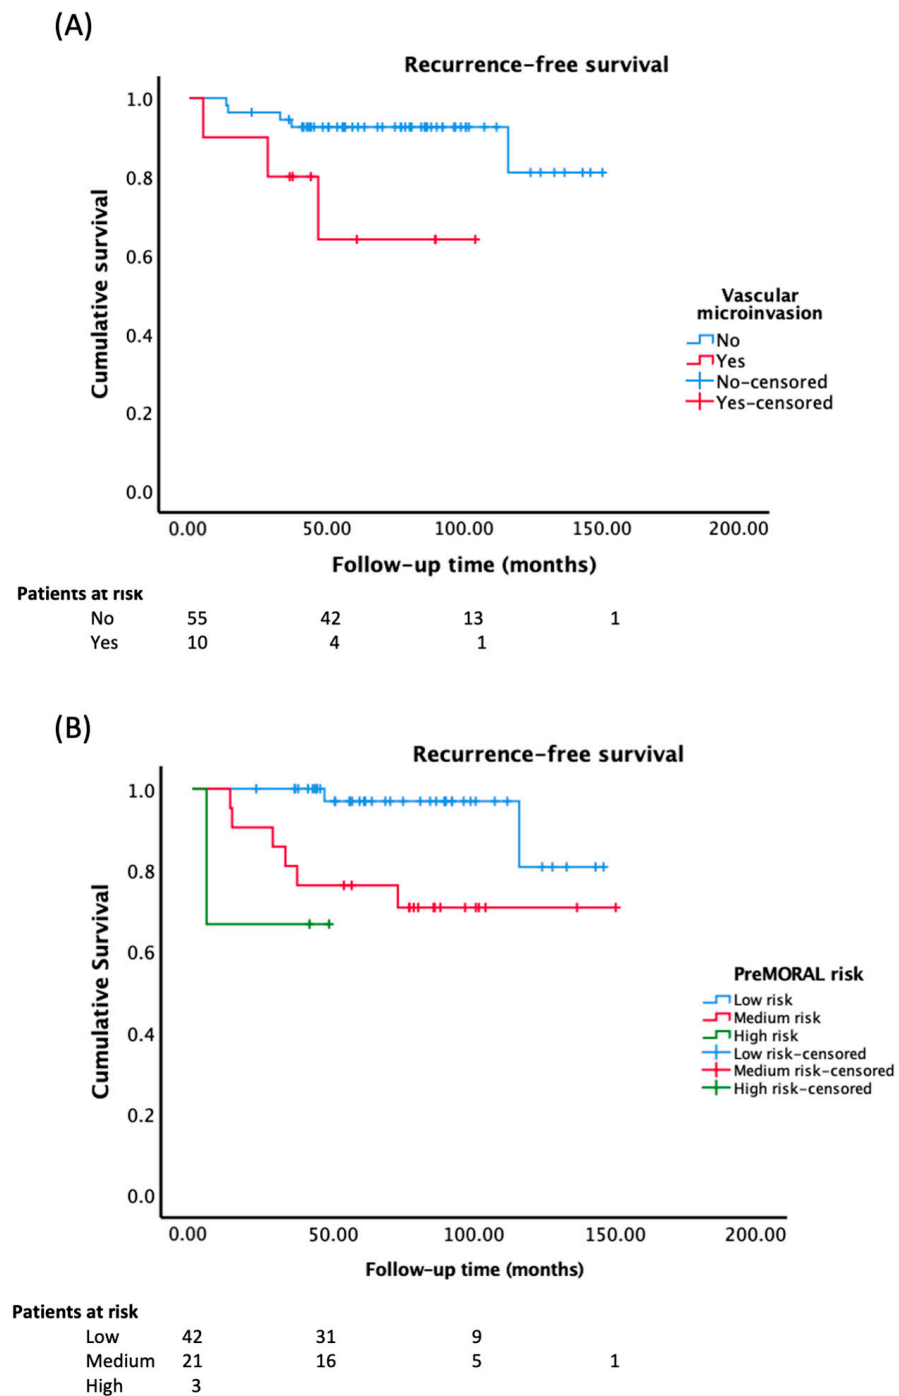 (A)
Recurrence-free survival
1.0
0.8
0.6
0.4
0.2
0.0
Cumulative survival
0.00 50.00 100.00 150.00 200.00
Follow-up time (months)
Vascular
microinvasion
No
Yes
No-censored
Yes-censored
Patients at risk
No 55 42 13 1
Yes 10 4 1
(B)
Recurrence-free survival
1.0
0.8
0.6
0.4
0.2
0.0
Cumulative Survival
0.00 50.00 100.00 150.00 200.00
Follow-up time (months)
PreMORAL risk
Low risk
Medium risk
High risk
Low risk-censored
Medium risk-censored
High risk-censored
Patients at risk
Low 42 31 9
Medium 21 16 5 1
High 3